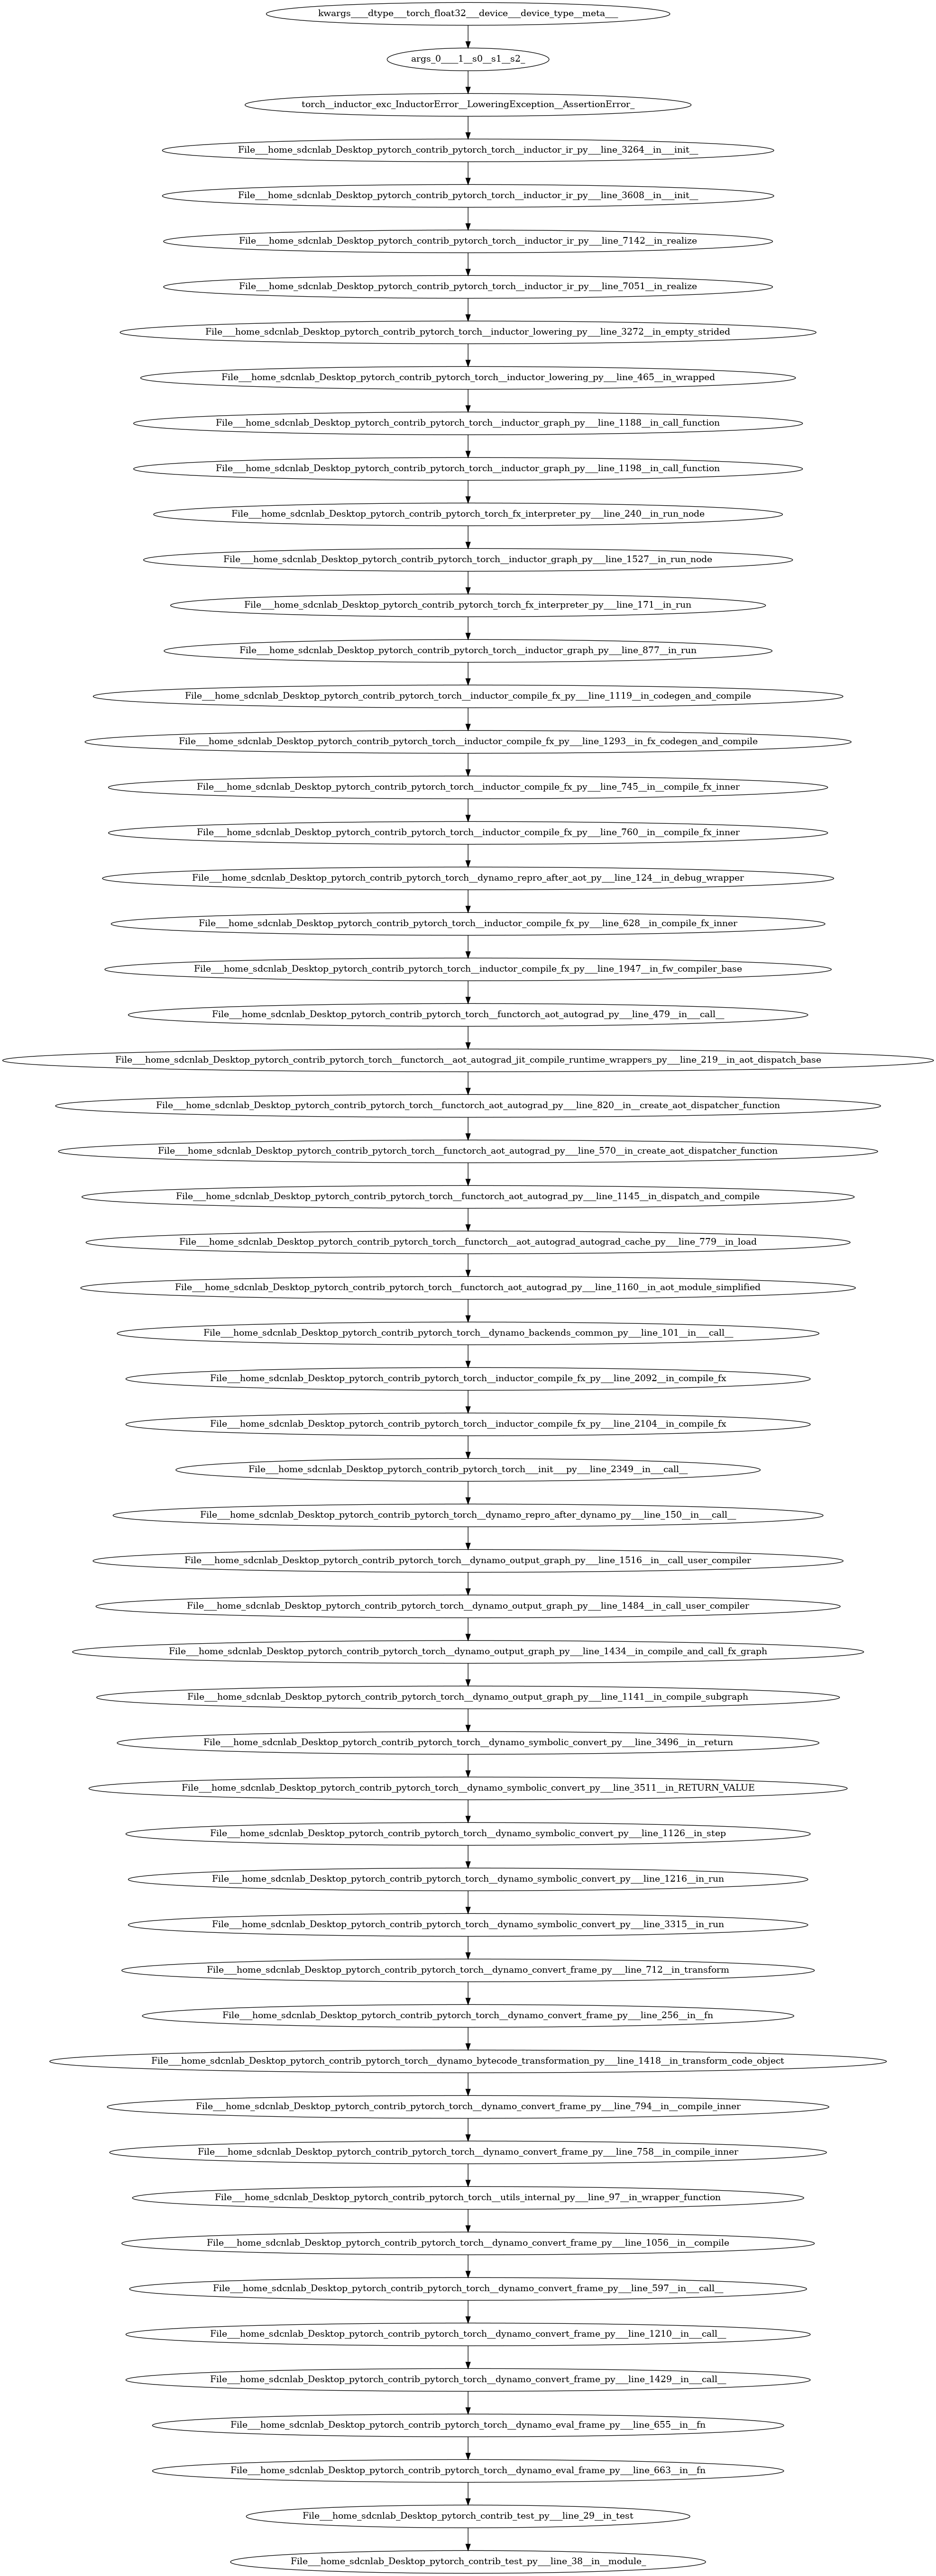 kwargs____dtype___torch_float32___device___device_type__meta___
args_0____1__s0__s1__s2_
torch__inductor_exc_InductorError__LoweringException__AssertionError_
File___home_sdcnlab_Desktop_pytorch_contrib_pytorch_torch__inductor_ir_py___line_3264__in___init__
File___home_sdcnlab_Desktop_pytorch_contrib_pytorch_torch__inductor_ir_py___line_3608__in___init__
File___home_sdcnlab_Desktop_pytorch_contrib_pytorch_torch__inductor_ir_py___line_7142__in_realize
File___home_sdcnlab_Desktop_pytorch_contrib_pytorch_torch__inductor_ir_py___line_7051__in_realize
File___home_sdcnlab_Desktop_pytorch_contrib_pytorch_torch__inductor_lowering_py___line_3272__in_empty_strided
File___home_sdcnlab_Desktop_pytorch_contrib_pytorch_torch__inductor_lowering_py___line_465__in_wrapped
File___home_sdcnlab_Desktop_pytorch_contrib_pytorch_torch__inductor_graph_py___line_1188__in_call_function
File___home_sdcnlab_Desktop_pytorch_contrib_pytorch_torch__inductor_graph_py___line_1198__in_call_function
File___home_sdcnlab_Desktop_pytorch_contrib_pytorch_torch_fx_interpreter_py___line_240__in_run_node
File___home_sdcnlab_Desktop_pytorch_contrib_pytorch_torch__inductor_graph_py___line_1527__in_run_node
File___home_sdcnlab_Desktop_pytorch_contrib_pytorch_torch_fx_interpreter_py___line_171__in_run
File___home_sdcnlab_Desktop_pytorch_contrib_pytorch_torch__inductor_graph_py___line_877__in_run
File___home_sdcnlab_Desktop_pytorch_contrib_pytorch_torch__inductor_compile_fx_py___line_1119__in_codegen_and_compile
File___home_sdcnlab_Desktop_pytorch_contrib_pytorch_torch__inductor_compile_fx_py___line_1293__in_fx_codegen_and_compile
File___home_sdcnlab_Desktop_pytorch_contrib_pytorch_torch__inductor_compile_fx_py___line_745__in__compile_fx_inner
File___home_sdcnlab_Desktop_pytorch_contrib_pytorch_torch__inductor_compile_fx_py___line_760__in__compile_fx_inner
File___home_sdcnlab_Desktop_pytorch_contrib_pytorch_torch__dynamo_repro_after_aot_py___line_124__in_debug_wrapper
File___home_sdcnlab_Desktop_pytorch_contrib_pytorch_torch__inductor_compile_fx_py___line_628__in_compile_fx_inner
File___home_sdcnlab_Desktop_pytorch_contrib_pytorch_torch__inductor_compile_fx_py___line_1947__in_fw_compiler_base
File___home_sdcnlab_Desktop_pytorch_contrib_pytorch_torch__functorch_aot_autograd_py___line_479__in___call__
File___home_sdcnlab_Desktop_pytorch_contrib_pytorch_torch__functorch__aot_autograd_jit_compile_runtime_wrappers_py___line_219__in_aot_dispatch_base
File___home_sdcnlab_Desktop_pytorch_contrib_pytorch_torch__functorch_aot_autograd_py___line_820__in__create_aot_dispatcher_function
File___home_sdcnlab_Desktop_pytorch_contrib_pytorch_torch__functorch_aot_autograd_py___line_570__in_create_aot_dispatcher_function
File___home_sdcnlab_Desktop_pytorch_contrib_pytorch_torch__functorch_aot_autograd_py___line_1145__in_dispatch_and_compile
File___home_sdcnlab_Desktop_pytorch_contrib_pytorch_torch__functorch__aot_autograd_autograd_cache_py___line_779__in_load
File___home_sdcnlab_Desktop_pytorch_contrib_pytorch_torch__functorch_aot_autograd_py___line_1160__in_aot_module_simplified
File___home_sdcnlab_Desktop_pytorch_contrib_pytorch_torch__dynamo_backends_common_py___line_101__in___call__
File___home_sdcnlab_Desktop_pytorch_contrib_pytorch_torch__inductor_compile_fx_py___line_2092__in_compile_fx
File___home_sdcnlab_Desktop_pytorch_contrib_pytorch_torch__inductor_compile_fx_py___line_2104__in_compile_fx
File___home_sdcnlab_Desktop_pytorch_contrib_pytorch_torch___init___py___line_2349__in___call__
File___home_sdcnlab_Desktop_pytorch_contrib_pytorch_torch__dynamo_repro_after_dynamo_py___line_150__in___call__
File___home_sdcnlab_Desktop_pytorch_contrib_pytorch_torch__dynamo_output_graph_py___line_1516__in__call_user_compiler
File___home_sdcnlab_Desktop_pytorch_contrib_pytorch_torch__dynamo_output_graph_py___line_1484__in_call_user_compiler
File___home_sdcnlab_Desktop_pytorch_contrib_pytorch_torch__dynamo_output_graph_py___line_1434__in_compile_and_call_fx_graph
File___home_sdcnlab_Desktop_pytorch_contrib_pytorch_torch__dynamo_output_graph_py___line_1141__in_compile_subgraph
File___home_sdcnlab_Desktop_pytorch_contrib_pytorch_torch__dynamo_symbolic_convert_py___line_3496__in__return
File___home_sdcnlab_Desktop_pytorch_contrib_pytorch_torch__dynamo_symbolic_convert_py___line_3511__in_RETURN_VALUE
File___home_sdcnlab_Desktop_pytorch_contrib_pytorch_torch__dynamo_symbolic_convert_py___line_1126__in_step
File___home_sdcnlab_Desktop_pytorch_contrib_pytorch_torch__dynamo_symbolic_convert_py___line_1216__in_run
File___home_sdcnlab_Desktop_pytorch_contrib_pytorch_torch__dynamo_symbolic_convert_py___line_3315__in_run
File___home_sdcnlab_Desktop_pytorch_contrib_pytorch_torch__dynamo_convert_frame_py___line_712__in_transform
File___home_sdcnlab_Desktop_pytorch_contrib_pytorch_torch__dynamo_convert_frame_py___line_256__in__fn
File___home_sdcnlab_Desktop_pytorch_contrib_pytorch_torch__dynamo_bytecode_transformation_py___line_1418__in_transform_code_object
File___home_sdcnlab_Desktop_pytorch_contrib_pytorch_torch__dynamo_convert_frame_py___line_794__in__compile_inner
File___home_sdcnlab_Desktop_pytorch_contrib_pytorch_torch__dynamo_convert_frame_py___line_758__in_compile_inner
File___home_sdcnlab_Desktop_pytorch_contrib_pytorch_torch__utils_internal_py___line_97__in_wrapper_function
File___home_sdcnlab_Desktop_pytorch_contrib_pytorch_torch__dynamo_convert_frame_py___line_1056__in__compile
File___home_sdcnlab_Desktop_pytorch_contrib_pytorch_torch__dynamo_convert_frame_py___line_597__in___call__
File___home_sdcnlab_Desktop_pytorch_contrib_pytorch_torch__dynamo_convert_frame_py___line_1210__in___call__
File___home_sdcnlab_Desktop_pytorch_contrib_pytorch_torch__dynamo_convert_frame_py___line_1429__in___call__
File___home_sdcnlab_Desktop_pytorch_contrib_pytorch_torch__dynamo_eval_frame_py___line_655__in__fn
File___home_sdcnlab_Desktop_pytorch_contrib_pytorch_torch__dynamo_eval_frame_py___line_663__in__fn
File___home_sdcnlab_Desktop_pytorch_contrib_test_py___line_29__in_test
File___home_sdcnlab_Desktop_pytorch_contrib_test_py___line_38__in__module_